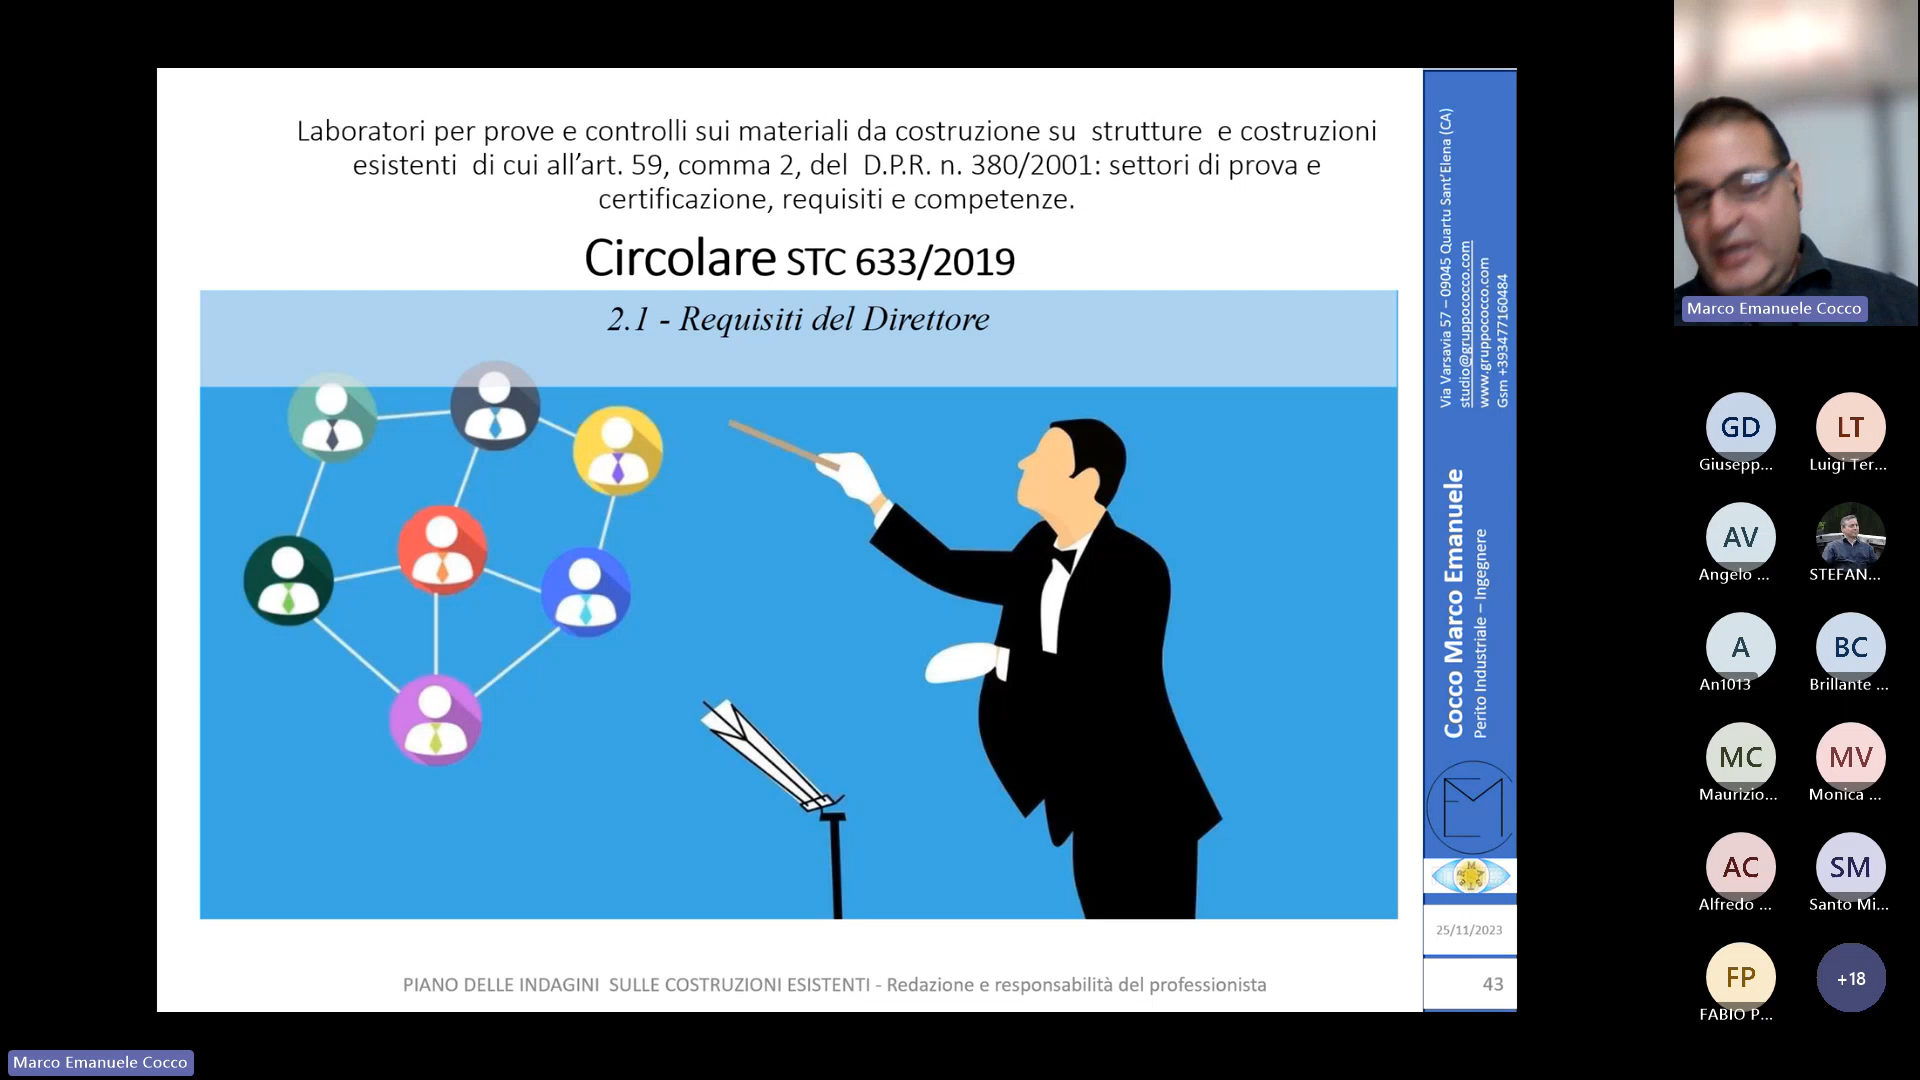 Laboratori per prove e controlli sui materiali da costruzione su strutture e costruzioni
esistenti di cui all’art. 59, comma 2, del D.P.R. n. 380/2001: settori di prova e
certificazione, requisiti e competenze.
Circolare STC 633/2019
2.1 - Requisiti del Direttore
Via Varsavia 57 – 09045 Quartu Sant’Elena (CA)
studio@gruppococco.com
www.gruppococco.com
Gsm +393477160484
Cocco Marco Emanuele
Perito Industriale – Ingegnere
EM
25/11/2023
43
PIANO DELLE INDAGINI SULLE COSTRUZIONI ESISTENTI - Redazione e responsabilità del professionista
Marco Emanuele Cocco
GD
Giusepp...
LT
Luigi Ter...
AV
Angelo ...
STEFAN...
A
An1013
BC
Brillante ...
MC
Maurizio...
MV
Monica ...
AC
Alfredo ...
SM
Santo Mi...
FP
FABIO P...
+18
Marco Emanuele Cocco